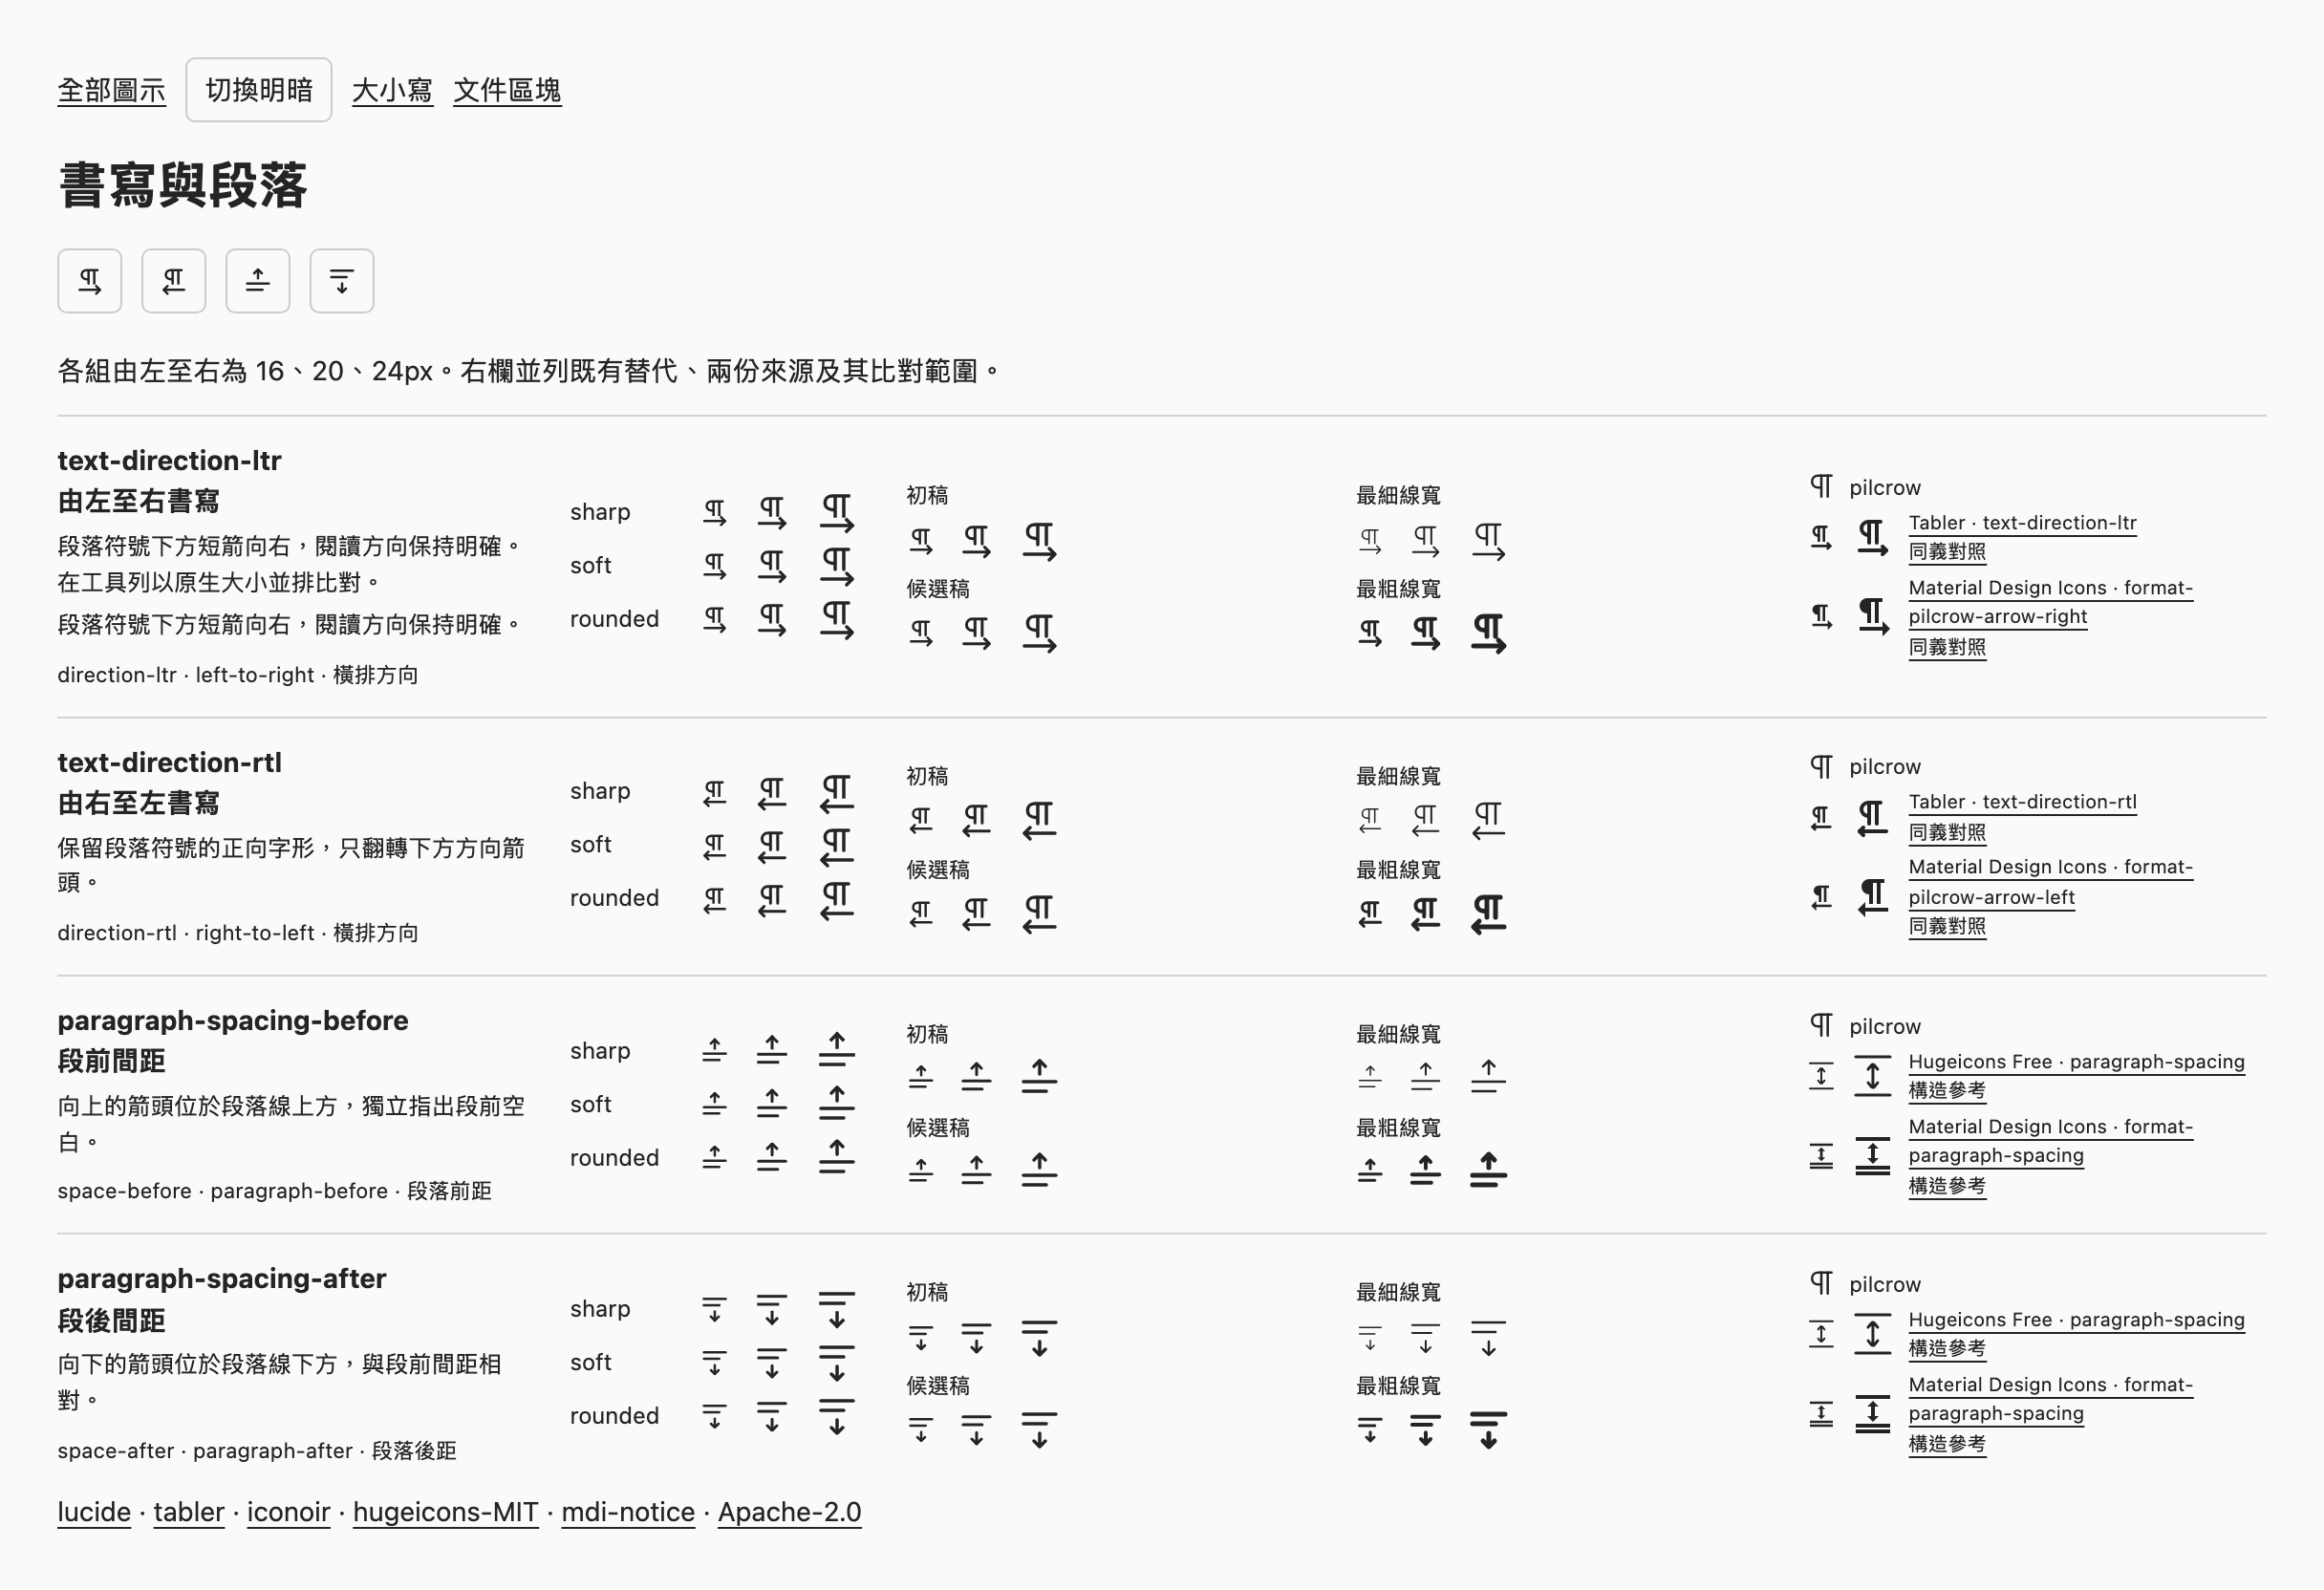 全部圖示 切換明暗 大小寫 文件區塊
書寫與段落
各組由左至右為 16、20、24px。右欄並列既有替代、兩份來源及其比對範圍。
text-direction-ltr
由左至右書寫
段落符號下方短箭向右，閱讀方向保持明確。
在工具列以原生大小並排比對。
段落符號下方短箭向右，閱讀方向保持明確。
direction-ltr · left-to-right · 橫排方向
sharp
soft
rounded
初稿
候選稿
最細線寬
最粗線寬
pilcrow
Tabler · text-direction-ltr
同義對照
Material Design Icons · format-
pilcrow-arrow-right
同義對照
text-direction-rtl
由右至左書寫
保留段落符號的正向字形，只翻轉下方方向箭
頭。
direction-rtl · right-to-left · 橫排方向
sharp
soft
rounded
初稿
候選稿
最細線寬
最粗線寬
pilcrow
Tabler · text-direction-rtl
同義對照
Material Design Icons · format-
pilcrow-arrow-left
同義對照
paragraph-spacing-before
段前間距
向上的箭頭位於段落線上方，獨立指出段前空
白。
space-before · paragraph-before · 段落前距
sharp
soft
rounded
初稿
候選稿
最細線寬
最粗線寬
pilcrow
Hugeicons Free · paragraph-spacing
構造參考
Material Design Icons · format-
paragraph-spacing
構造參考
paragraph-spacing-after
段後間距
向下的箭頭位於段落線下方，與段前間距相
對。
space-after · paragraph-after · 段落後距
sharp
soft
rounded
初稿
候選稿
最細線寬
最粗線寬
pilcrow
Hugeicons Free · paragraph-spacing
構造參考
Material Design Icons · format-
paragraph-spacing
構造參考
lucide · tabler · iconoir · hugeicons-MIT · mdi-notice · Apache-2.0